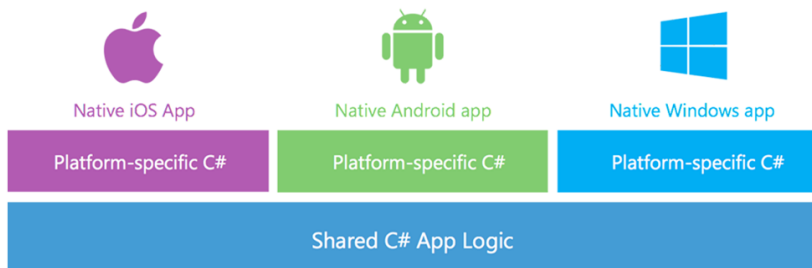 Native iOS App
Native Android app
Native Windows app
Platform-specific C#
Platform-specific C#
Platform-specific C#
Shared C# App Logic